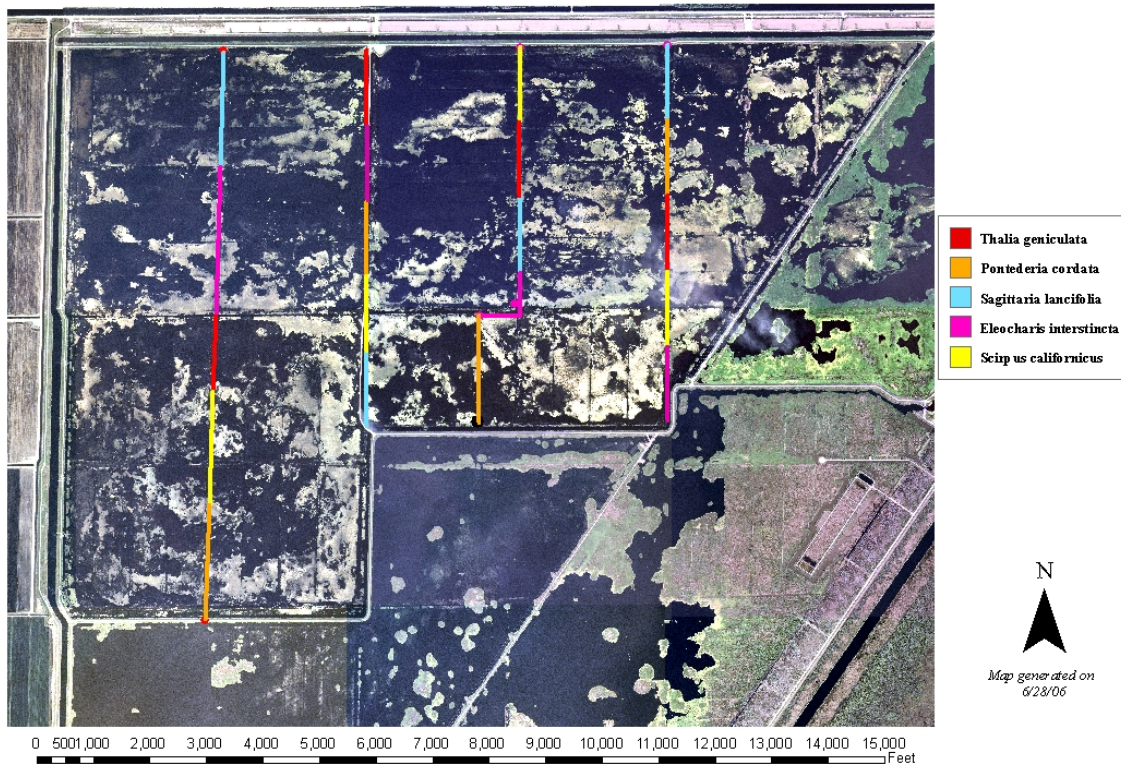 Thalia geniculata
Pontederia cordata
Sagittaria lancifolia
Eleocharis interstincta
Scirpus californicus
N
Map generated on
6/28/06
0 5001,000 2,000 3,000 4,000 5,000 6,000 7,000 8,000 9,000 10,000 11,000 12,000 13,000 14,000 15,000
Feet